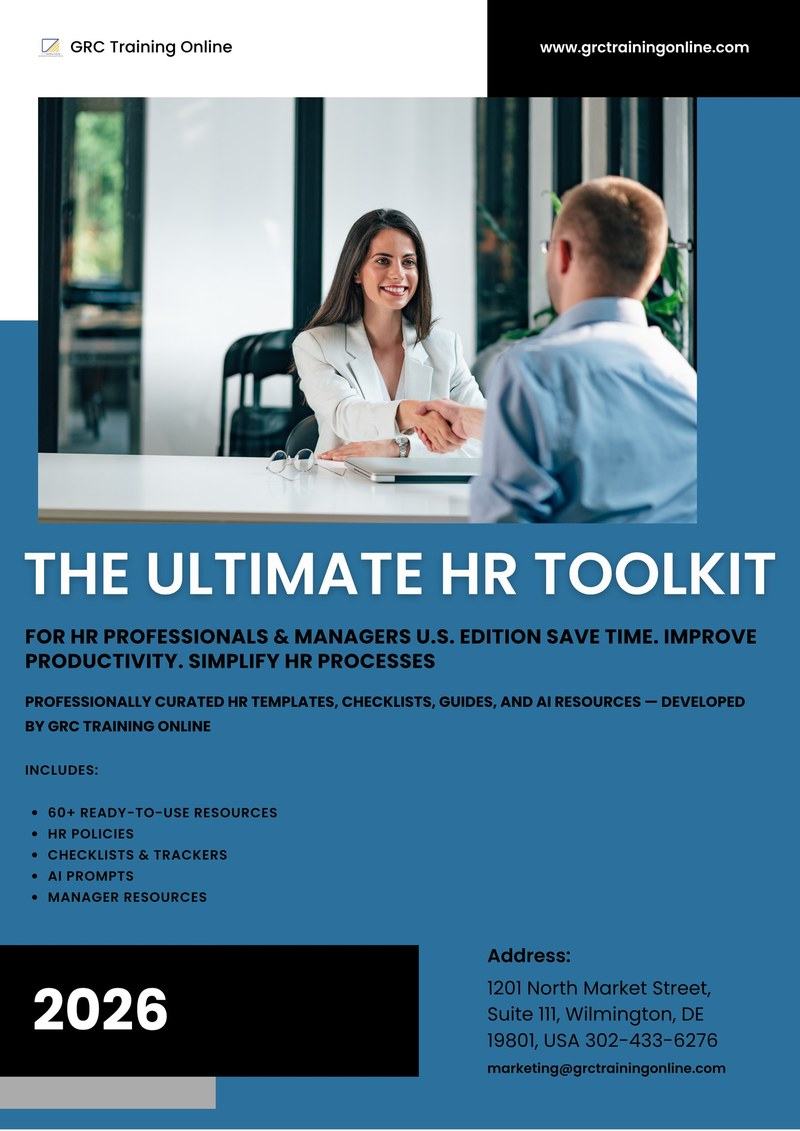 GRC Training Online
www.grctrainingonline.com
THE ULTIMATE HR TOOLKIT
FOR HR PROFESSIONALS & MANAGERS U.S. EDITION SAVE TIME. IMPROVE
PRODUCTIVITY. SIMPLIFY HR PROCESSES
PROFESSIONALLY CURATED HR TEMPLATES, CHECKLISTS, GUIDES, AND AI RESOURCES — DEVELOPED
BY GRC TRAINING ONLINE
INCLUDES:
• 60+ READY-TO-USE RESOURCES
• HR POLICIES
• CHECKLISTS & TRACKERS
• AI PROMPTS
• MANAGER RESOURCES
2026
Address:
1201 North Market Street,
Suite 111, Wilmington, DE
19801, USA 302-433-6276
marketing@grctrainingonline.com